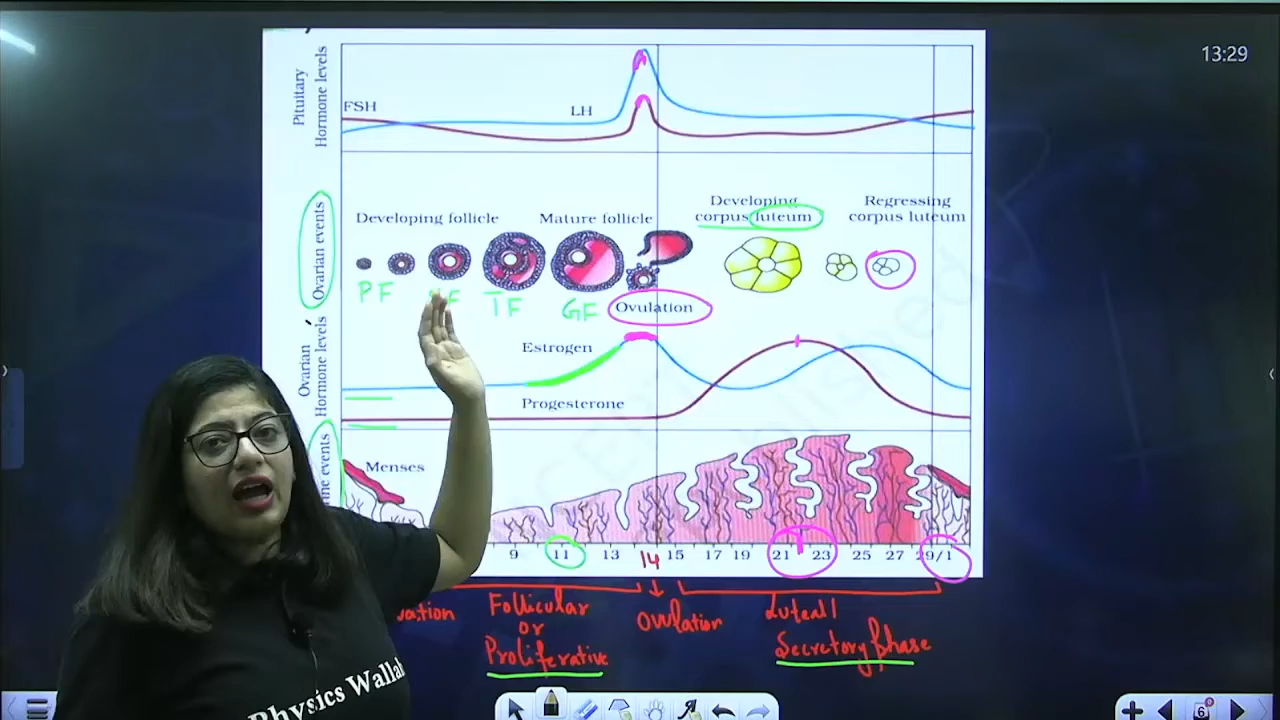 13:29
Pituitary
Hormone levels
FSH
LH
Ovarian events
Developing follicle
Mature follicle
Developing
corpus luteum
Regressing
corpus luteum
PF
TF
GF
Ovulation
Ovarian
Hormone levels
Estrogen
Progesterone
events
Menses
9 11 13 15 17 19 21 23 25 27 29/1
14
Follicular
or
Proliferative
Ovulation
Luteal/
Secretory phase
Physics Wallah
6